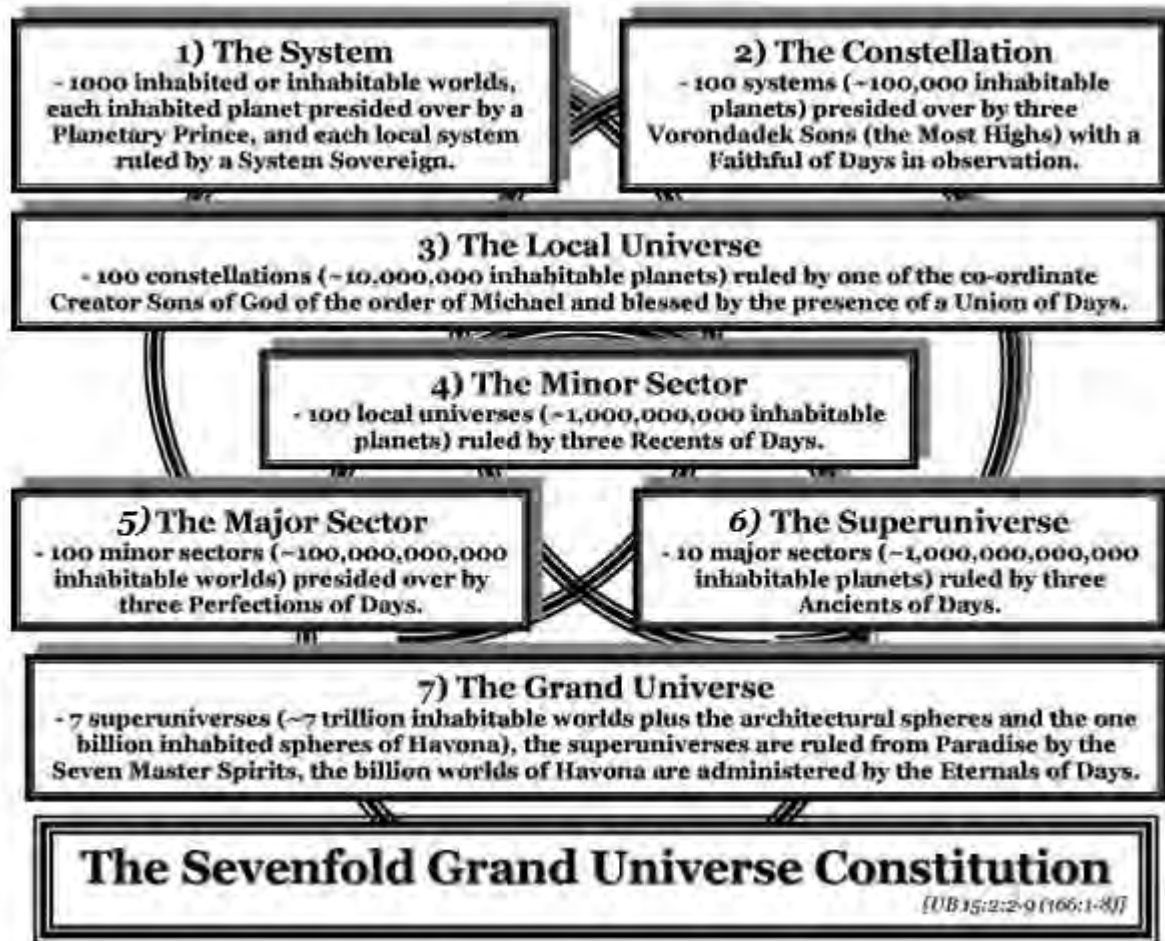 1) The System
- 1000 inhabited or inhabitable worlds,
each inhabited planet presided over by a
Planetary Prince, and each local system
ruled by a System Sovereign.
2) The Constellation
- 100 systems (~100,000 inhabitable
planets) presided over by three
Vorondadek Sons (the Most Highs) with a
Faithful of Days in observation.
3) The Local Universe
- 100 constellations (~10,000,000 inhabitable planets) ruled by one of the co-ordinate
Creator Sons of God of the order of Michael and blessed by the presence of a Union of Days.
4) The Minor Sector
- 100 local universes (~1,000,000,000 inhabitable
planets) ruled by three Recents of Days.
5) The Major Sector
- 100 minor sectors (~100,000,000,000
inhabitable worlds) presided over by
three Perfections of Days.
6) The Superuniverse
- 10 major sectors (~1,000,000,000,000
inhabitable planets) ruled by three
Ancients of Days.
7) The Grand Universe
- 7 superuniverses (~7 trillion inhabitable worlds plus the architectural spheres and the one
billion inhabited spheres of Havona), the superuniverses are ruled from Paradise by the
Seven Master Spirits, the billion worlds of Havona are administered by the Eternals of Days.
The Sevenfold Grand Universe Constitution
[UB 15:2:2-9 (166:1-8)]